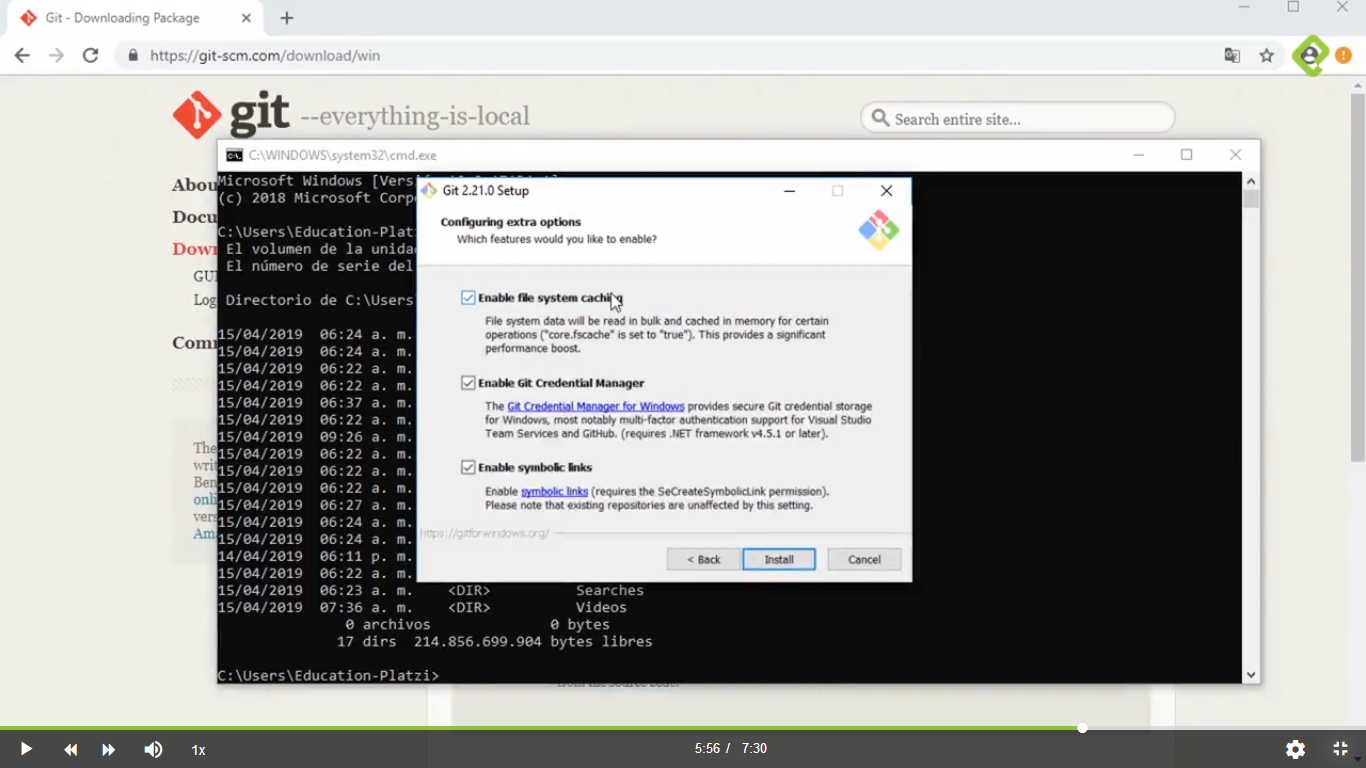 Git - Downloading Package
https://git-scm.com/download/win
git --everything-is-local
Search entire site...
C:\WINDOWS\system32\cmd.exe
Microsoft Windows
(c) 2018 Microsoft
C:\Users\Education-Plat
El volumen de la
El número de serie del
Directorio de C:\Users
15/04/2019 06:24 a. m.
15/04/2019 06:24 a. m.
15/04/2019 06:22 a. m.
15/04/2019 06:22 a. m.
15/04/2019 06:37 a. m.
15/04/2019 06:22 a. m.
15/04/2019 09:26 a. m.
15/04/2019 06:22 a. m.
15/04/2019 06:22 a. m.
15/04/2019 06:22 a. m.
15/04/2019 06:27 a. m.
15/04/2019 06:24 a. m.
15/04/2019 06:24 a. m.
14/04/2019 06:11 p. m.
15/04/2019 06:22 a. m.
15/04/2019 06:23 a. m. <DIR> Searches
15/04/2019 07:36 a. m. <DIR> Videos
0 archivos 0 bytes
17 dirs 214.856.699.904 bytes libres
C:\Users\Education-Platzi>
Git 2.21.0 Setup
Configuring extra options
Which features would you like to enable?
Enable file system caching
File system data will be read in bulk and cached in memory for certain
operations ("core.fscache" is set to "true"). This provides a significant
performance boost.
Enable Git Credential Manager
The Git Credential Manager for Windows provides secure Git credential storage
for Windows, most notably multi-factor authentication support for Visual Studio
Team Services and GitHub. (requires .NET framework v4.5.1 or later).
Enable symbolic links
Enable symbolic links (requires the SeCreateSymbolicLink permission).
Please note that existing repositories are unaffected by this setting.
https://gitforwindows.org/
< Back Install Cancel
1x
5:56 / 7:30